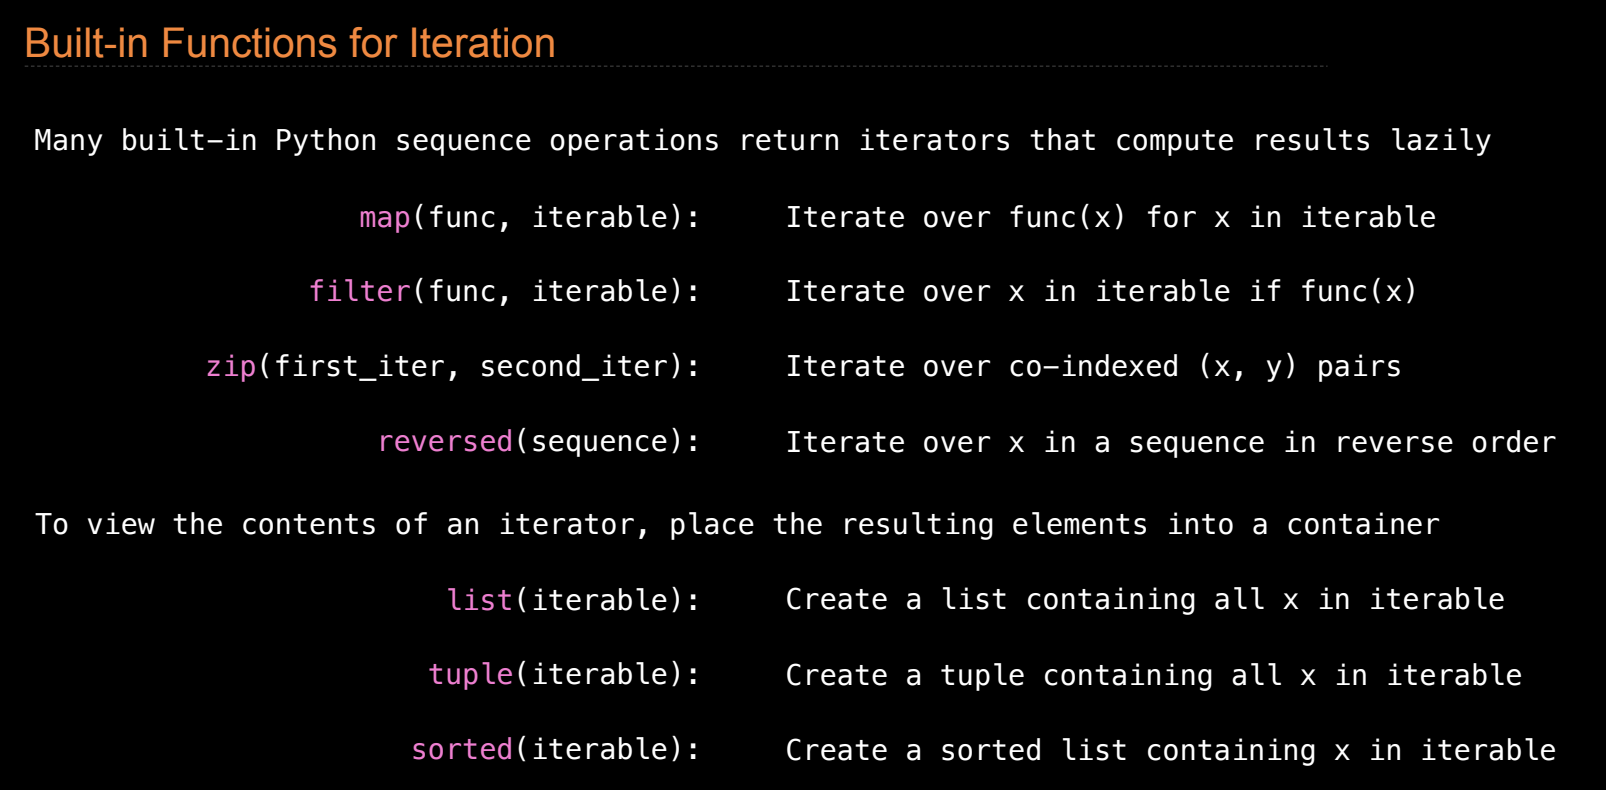 Built-in Functions for Iteration
Many built-in Python sequence operations return iterators that compute results lazily
map(func, iterable): Iterate over func(x) for x in iterable
filter(func, iterable): Iterate over x in iterable if func(x)
zip(first_iter, second_iter): Iterate over co-indexed (x, y) pairs
reversed(sequence): Iterate over x in a sequence in reverse order
To view the contents of an iterator, place the resulting elements into a container
list(iterable): Create a list containing all x in iterable
tuple(iterable): Create a tuple containing all x in iterable
sorted(iterable): Create a sorted list containing x in iterable